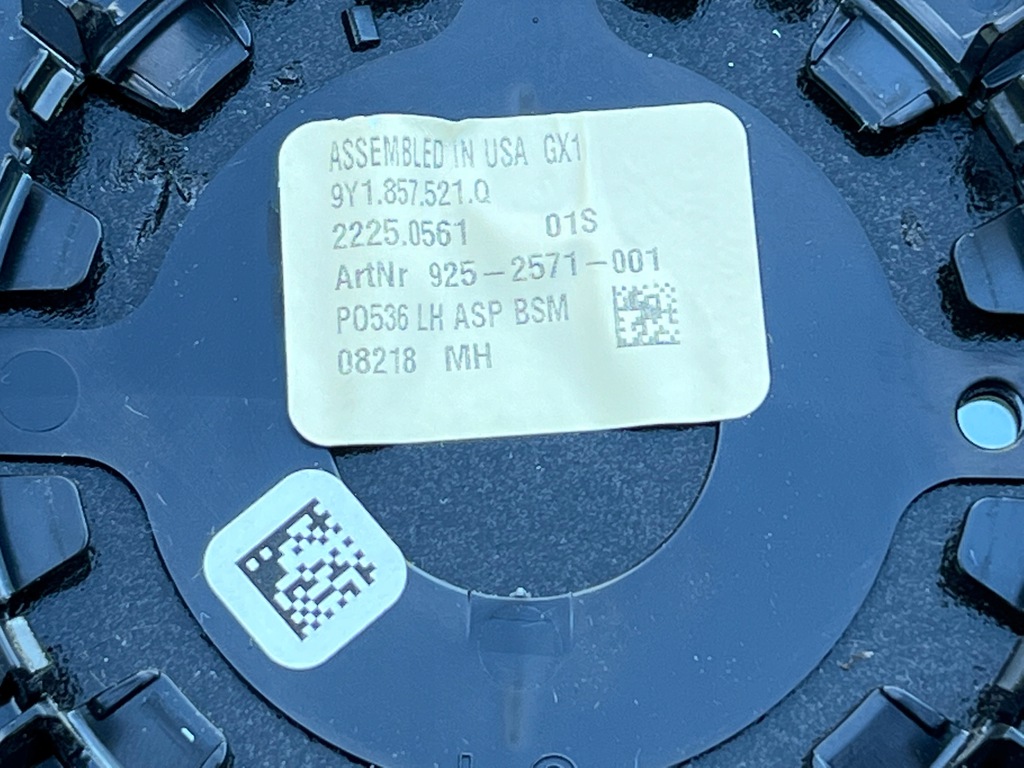 ASSEMBLED IN USA GX1
9Y1.857.521.Q
2225.0561 01S
ArtNr 925-2571-001
PO536 LH ASP BSM
08218 MH